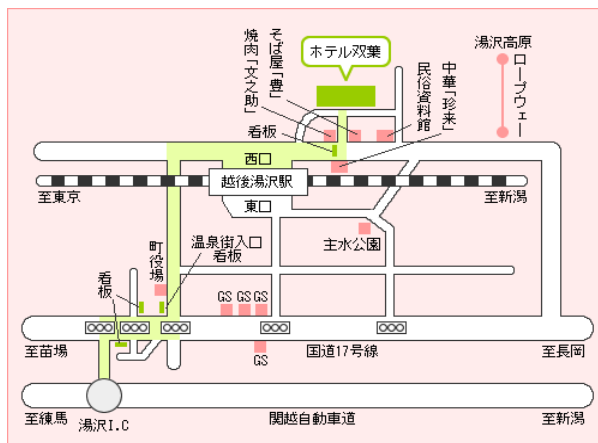 ホテル双葉
そば屋「豊」
焼肉「文之助」
看板
中華「珍来」
民俗資料館
湯沢高原
ロープウェー
西口
越後湯沢駅
東口
至東京
至新潟
主水公園
温泉街入口
看板
町役場
看板
GS GS GS
GS
至苗場
国道17号線
至長岡
至練馬
湯沢I.C
関越自動車道
至新潟